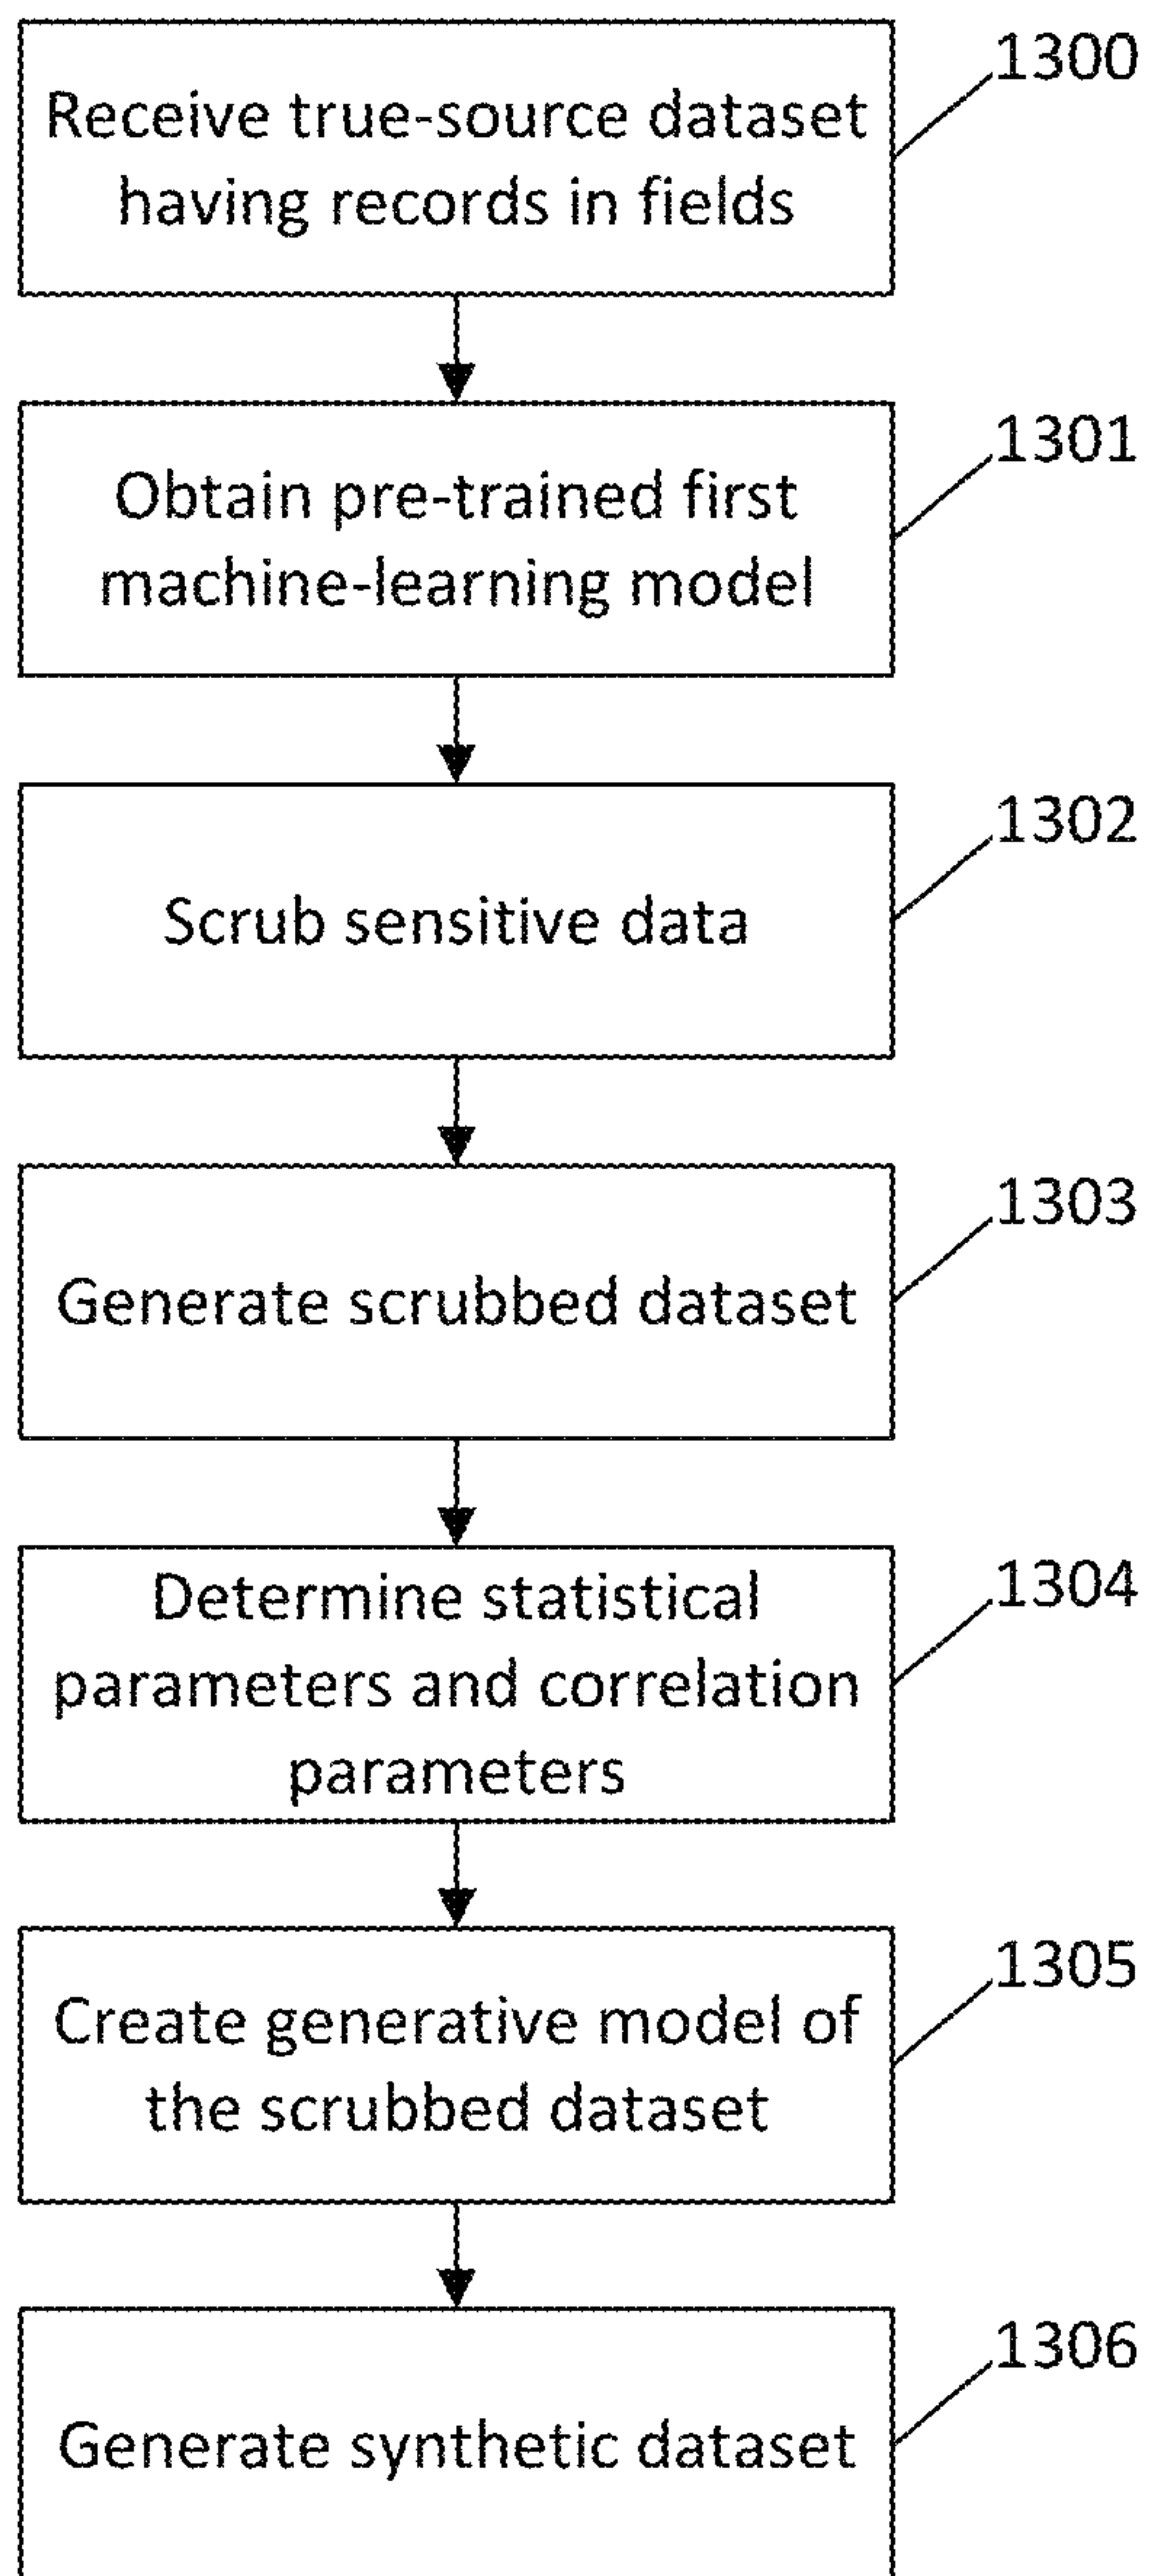 1300
Receive true-source dataset
having records in fields
1301
Obtain pre-trained first
machine-learning model
1302
Scrub sensitive data
1303
Generate scrubbed dataset
1304
Determine statistical
parameters and correlation
parameters
1305
Create generative model of
the scrubbed dataset
1306
Generate synthetic dataset